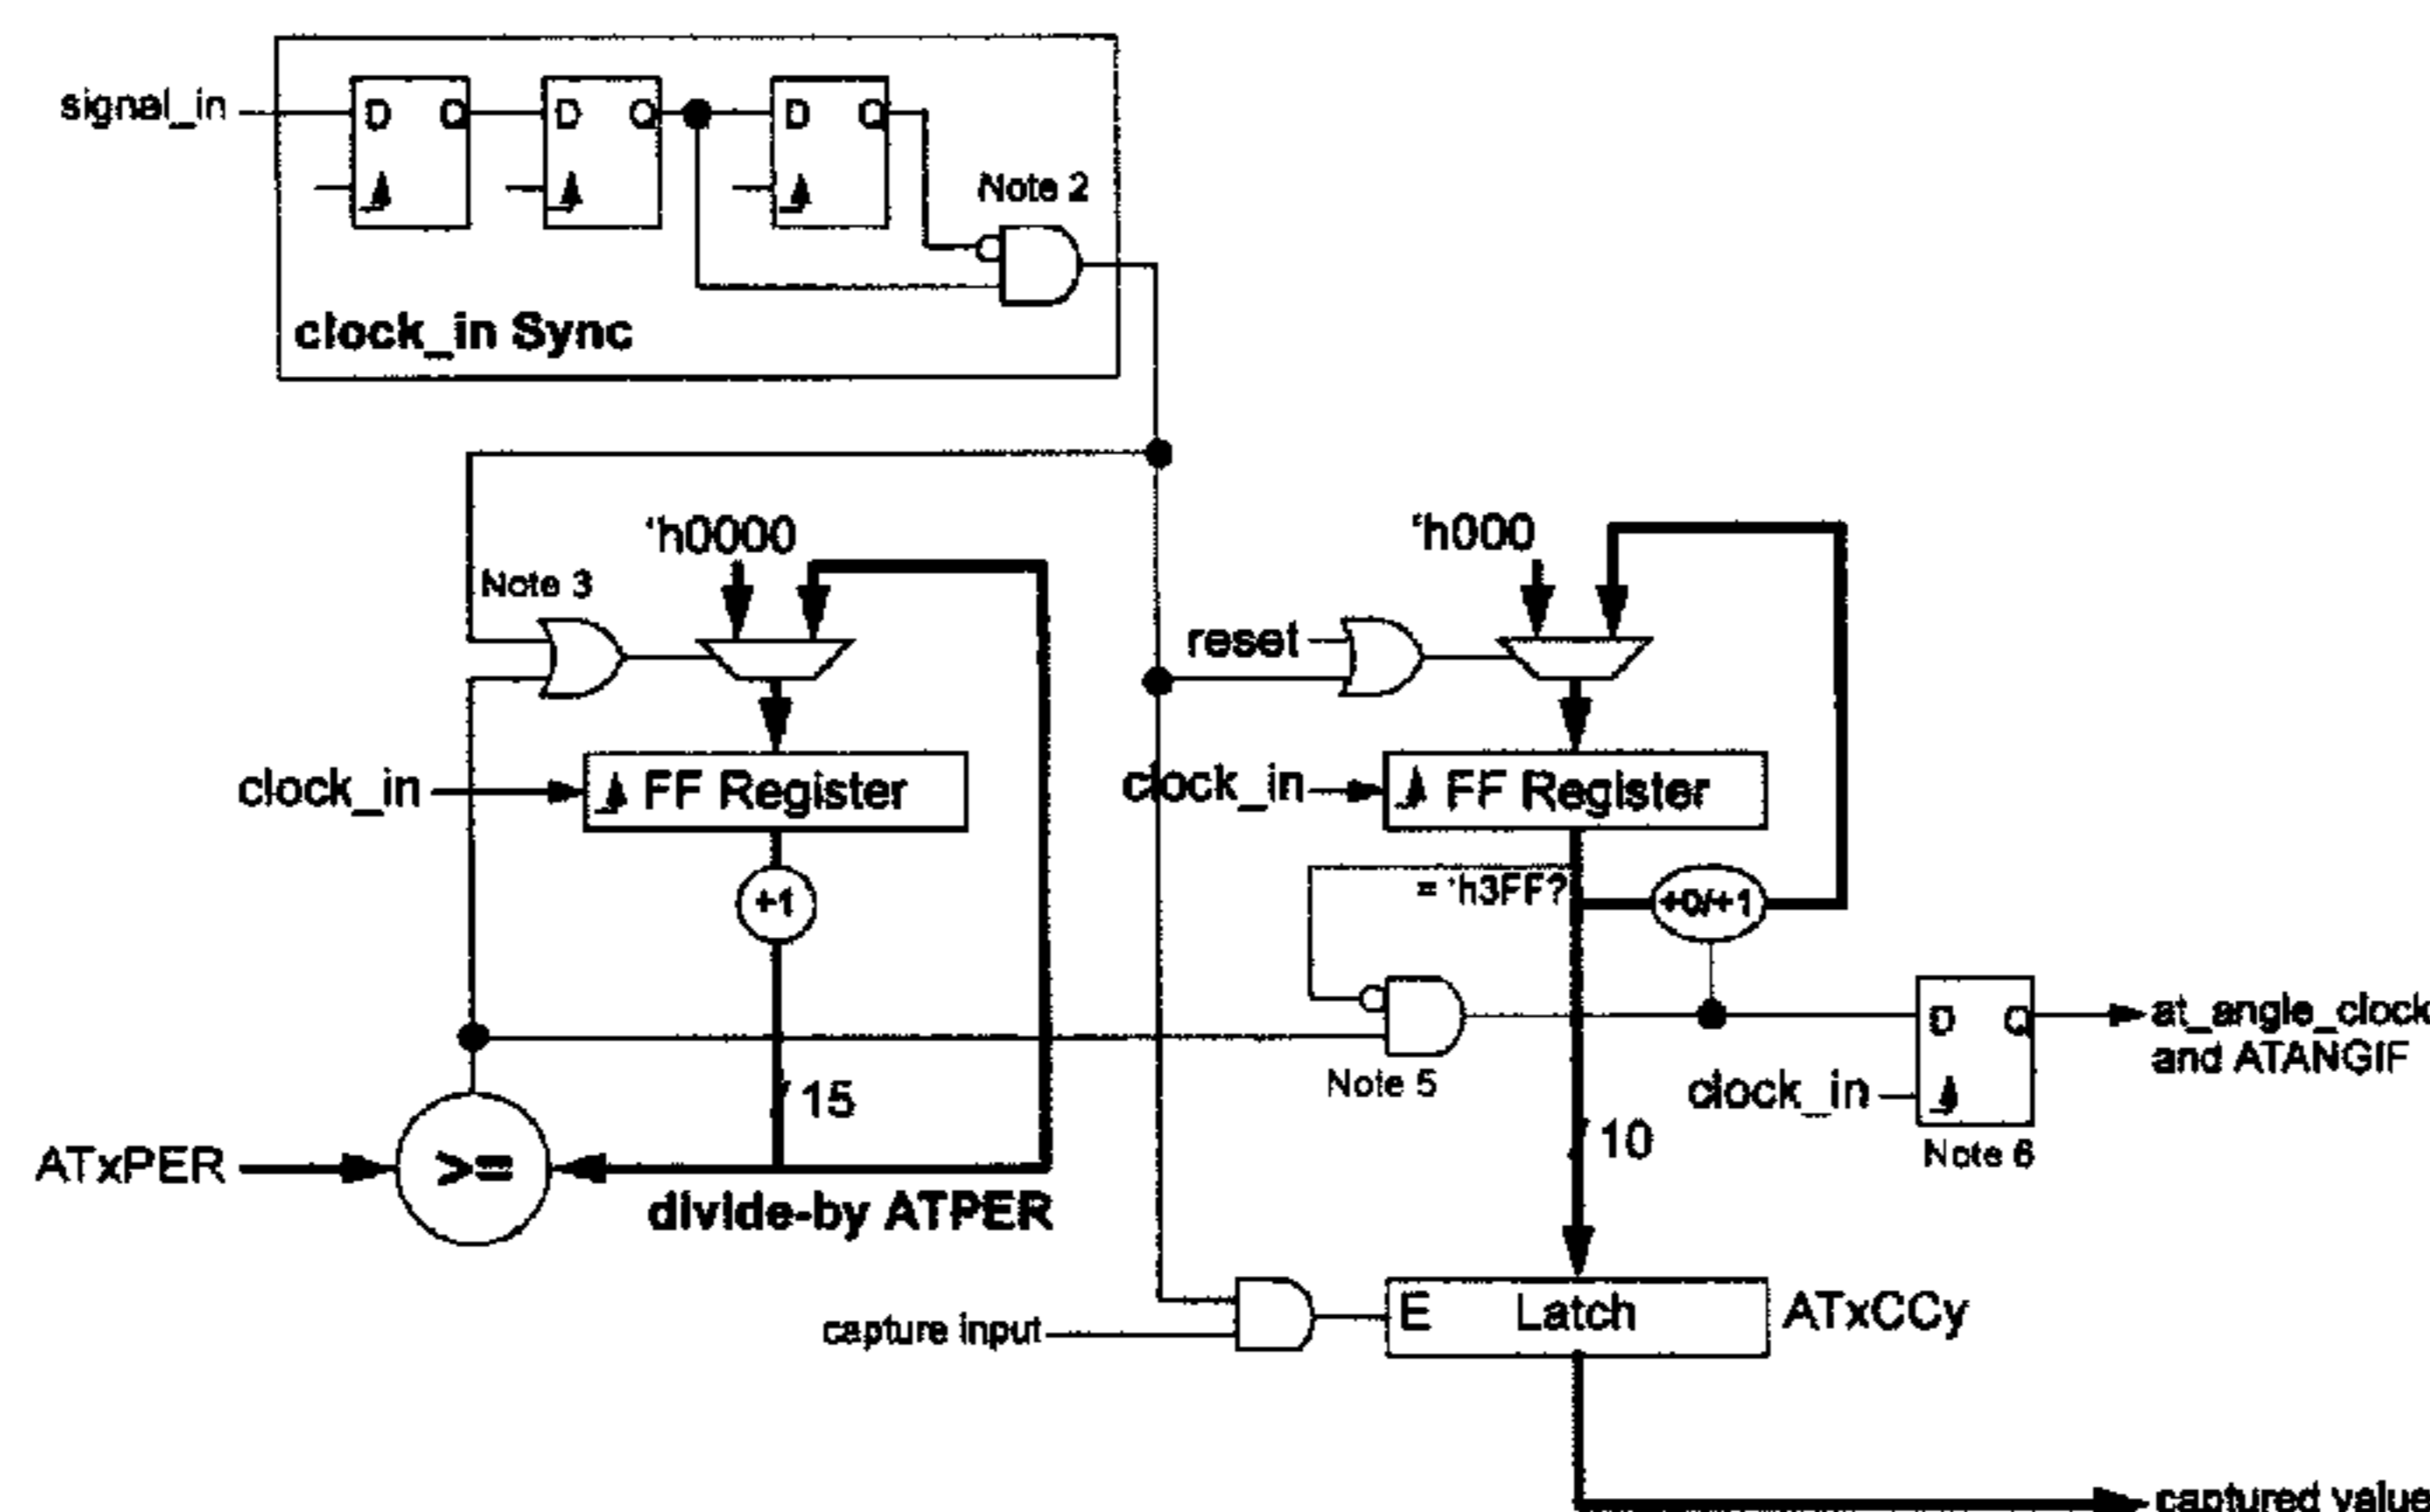 signal_in
D Q D Q D Q
Note 2
clock_in Sync
'h0000
'h000
Note 3
reset
clock_in
FF Register
clock_in
FF Register
+1
= 'h3FF?
+0/+1
D Q
at_angle_clock
and ATANGIF
Note 5
clock_in
15
10
Note 6
ATxPER
>=
divide-by ATPER
capture input
E Latch
ATxCCy
captured value